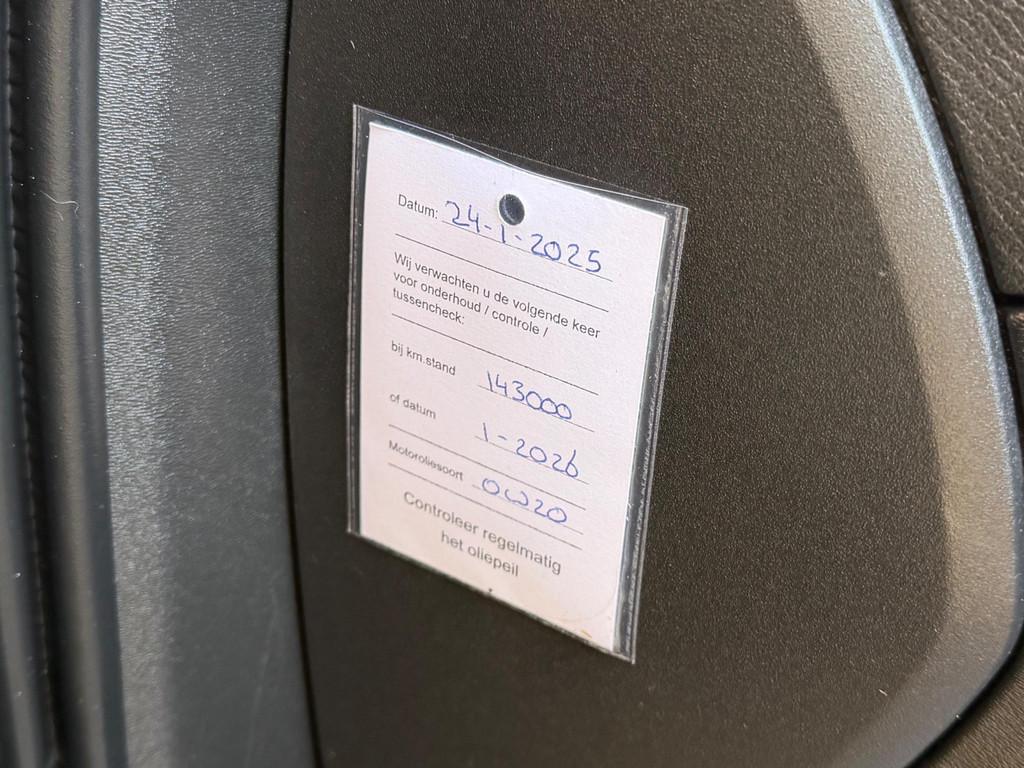 Datum: 24-1-2025
Wij verwachten u de volgende keer
voor onderhoud / controle /
tussencheck:
bij km.stand 143000
of datum 1-2026
Motoroliesoort 0W20
Controleer regelmatig
het oliepeil